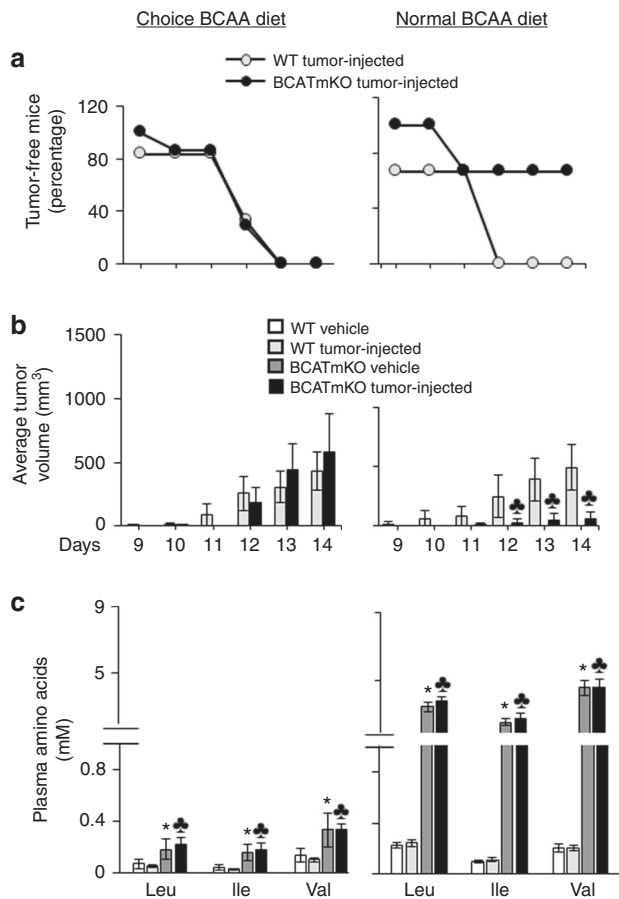 Choice BCAA diet
Normal BCAA diet
a
WT tumor-injected
BCATmKO tumor-injected
Tumor-free mice
(percentage)
120
80
40
0
b
WT vehicle
WT tumor-injected
BCATmKO vehicle
BCATmKO tumor-injected
Average tumor
volume (mm³)
1500
1000
500
0
Days 9 10 11 12 13 14
9 10 11 12 13 14
♣ ♣ ♣
c
Plasma amino acids
(mM)
9
5
0.8
0.4
0
* ♣ * ♣ * ♣
* ♣ * ♣ * ♣
Leu Ile Val
Leu Ile Val